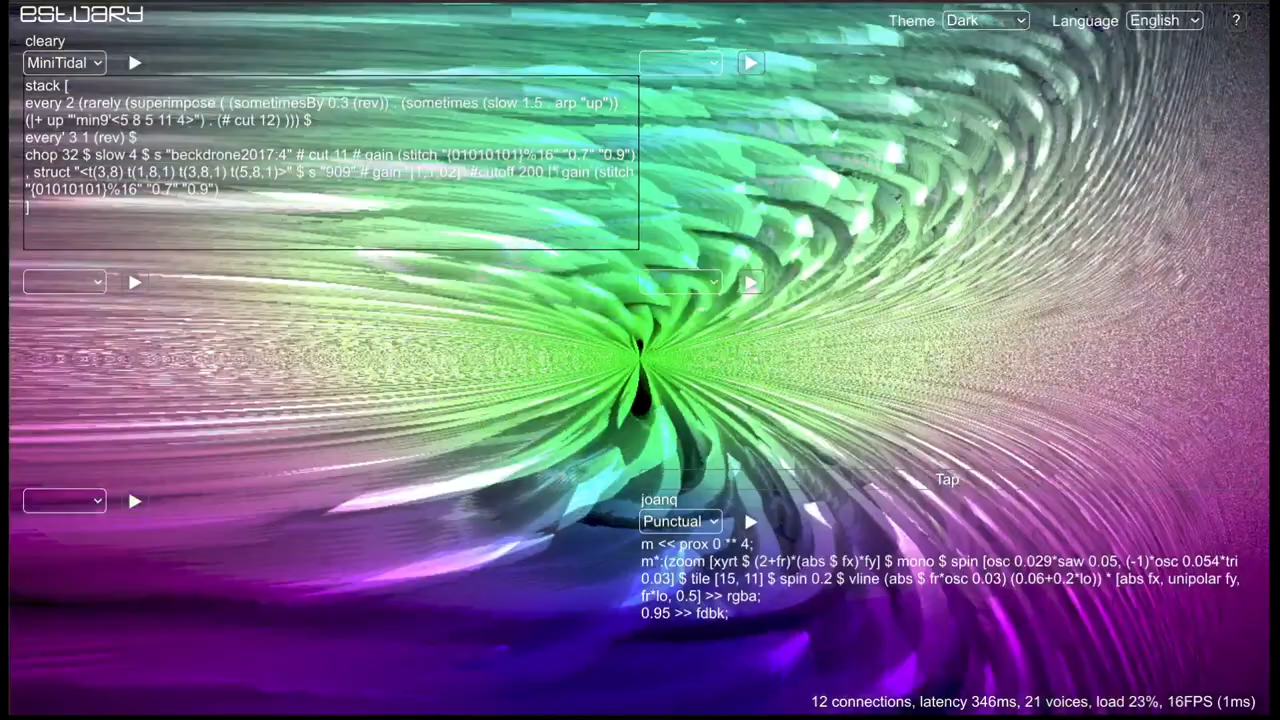 estuary
Theme Dark Language English ?
cleary
MiniTidal
stack [
every 2 (rarely (superimpose ( (sometimesBy 0.3 (rev)) . (sometimes (slow 1.5 . arp "up"))
(|+ up "'min9'<5 8 5 11 4>") . (# cut 12) ))) $
every' 3 1 (rev) $
chop 32 $ slow 4 $ s "beckdrone2017:4" # cut 11 # gain (stitch "{01010101}%16" "0.7" "0.9")
, struct "<t(3,8) t(1,8,1) t(3,8,1) t(5,8,1)>" $ s "909" # gain "[1,1,02]" #cutoff 200 |* gain (stitch
"{01010101}%16" "0.7" "0.9")
]
Tap
joanq
Punctual
m << prox 0 ** 4;
m*:(zoom [xyrt $ (2+fr)*(abs $ fx)*fy] $ mono $ spin [osc 0.029*saw 0.05, (-1)*osc 0.054*tri
0.03] $ tile [15, 11] $ spin 0.2 $ vline (abs $ fr*osc 0.03) (0.06+0.2*lo)) * [abs fx, unipolar fy,
fr*lo, 0.5] >> rgba;
0.95 >> fdbk;
12 connections, latency 346ms, 21 voices, load 23%, 16FPS (1ms)